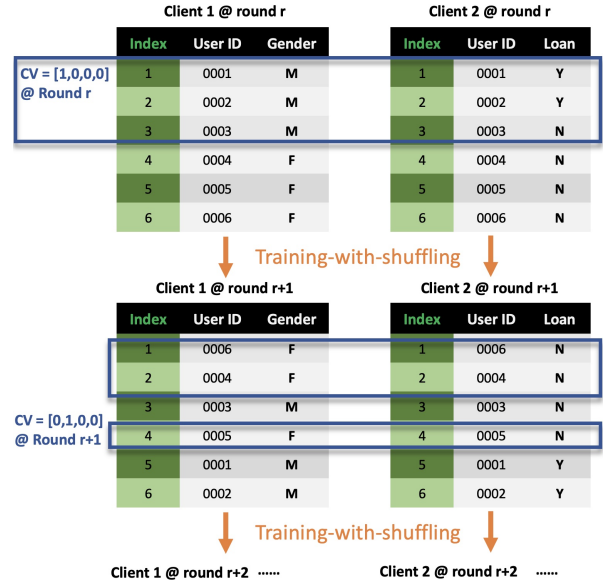 Client 1 @ round r
Client 2 @ round r
Index User ID Gender
Index User ID Loan
CV = [1,0,0,0]
@ Round r
1 0001 M
1 0001 Y
2 0002 M
2 0002 Y
3 0003 M
3 0003 N
4 0004 F
4 0004 N
5 0005 F
5 0005 N
6 0006 F
6 0006 N
Training-with-shuffling
Client 1 @ round r+1
Client 2 @ round r+1
Index User ID Gender
Index User ID Loan
1 0006 F
1 0006 N
2 0004 F
2 0004 N
3 0003 M
3 0003 N
CV = [0,1,0,0]
@ Round r+1
4 0005 F
4 0005 N
5 0001 M
5 0001 Y
6 0002 M
6 0002 Y
Training-with-shuffling
Client 1 @ round r+2 ······
Client 2 @ round r+2 ······